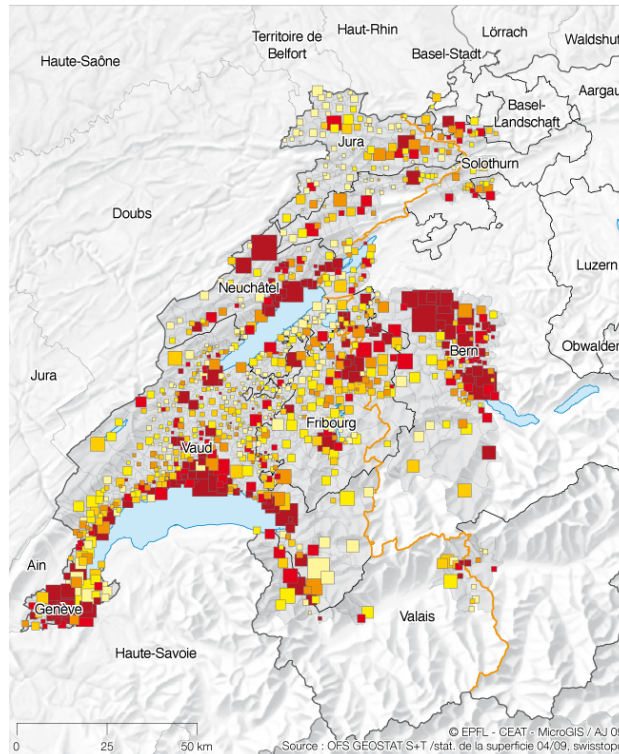 Haut-Rhin
Lörrach
Territoire de
Belfort
Basel-Stadt
Waldshut
Haute-Saône
Aargau
Basel-
Landschaft
Jura
Solothurn
Doubs
Luzern
Neuchâtel
Obwalden
Bern
Jura
Fribourg
Vaud
Ain
Genève
Valais
Haute-Savoie
© EPFL - CEAT - MicroGIS / AJ 09
0 25 50 km
Source : OFS GEOSTAT S+T /stat. de la superficie 04/09, swisstopo